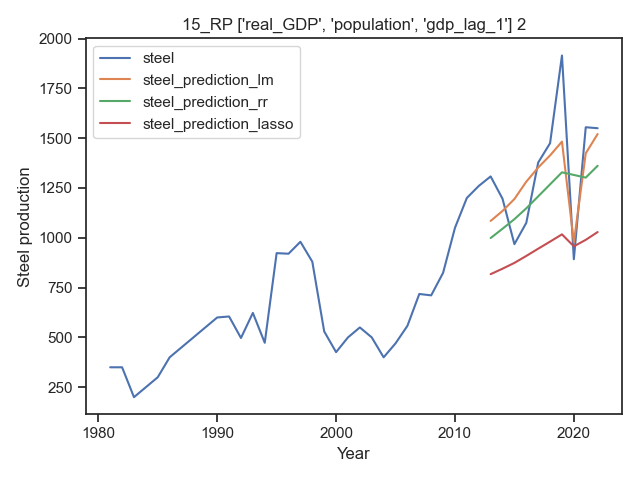 15_RP ['real_GDP', 'population', 'gdp_lag_1'] 2
steel
steel_prediction_lm
steel_prediction_rr
steel_prediction_lasso
Steel production
2000
1750
1500
1250
1000
750
500
250
1980
1990
2000
2010
2020
Year